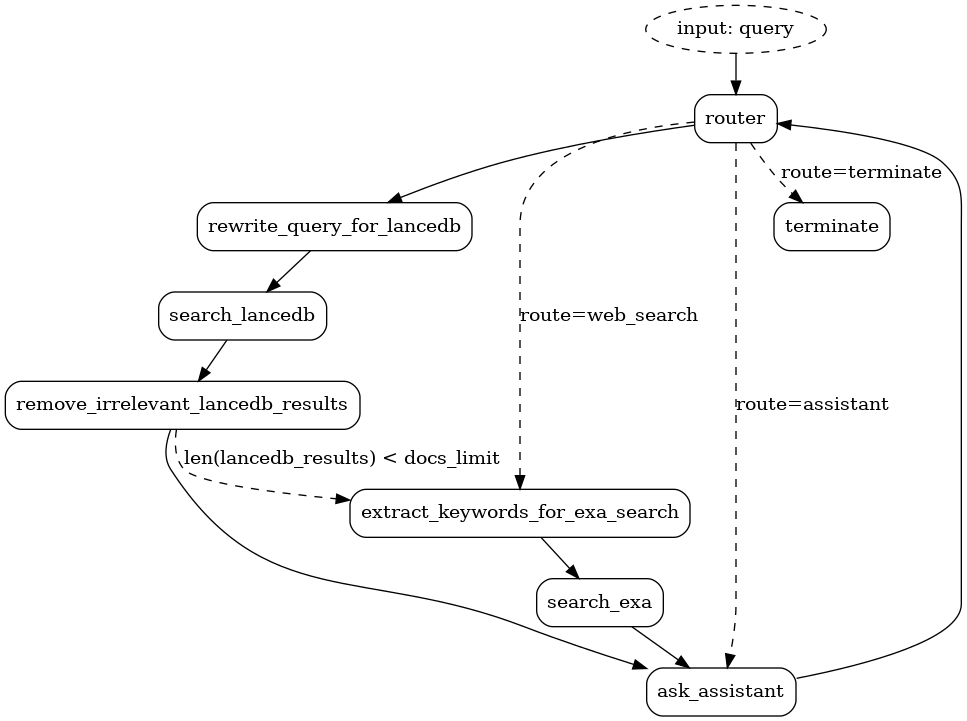 input: query
router
route=terminate
rewrite_query_for_lancedb
terminate
search_lancedb
route=web_search
remove_irrelevant_lancedb_results
route=assistant
len(lancedb_results) < docs_limit
extract_keywords_for_exa_search
search_exa
ask_assistant